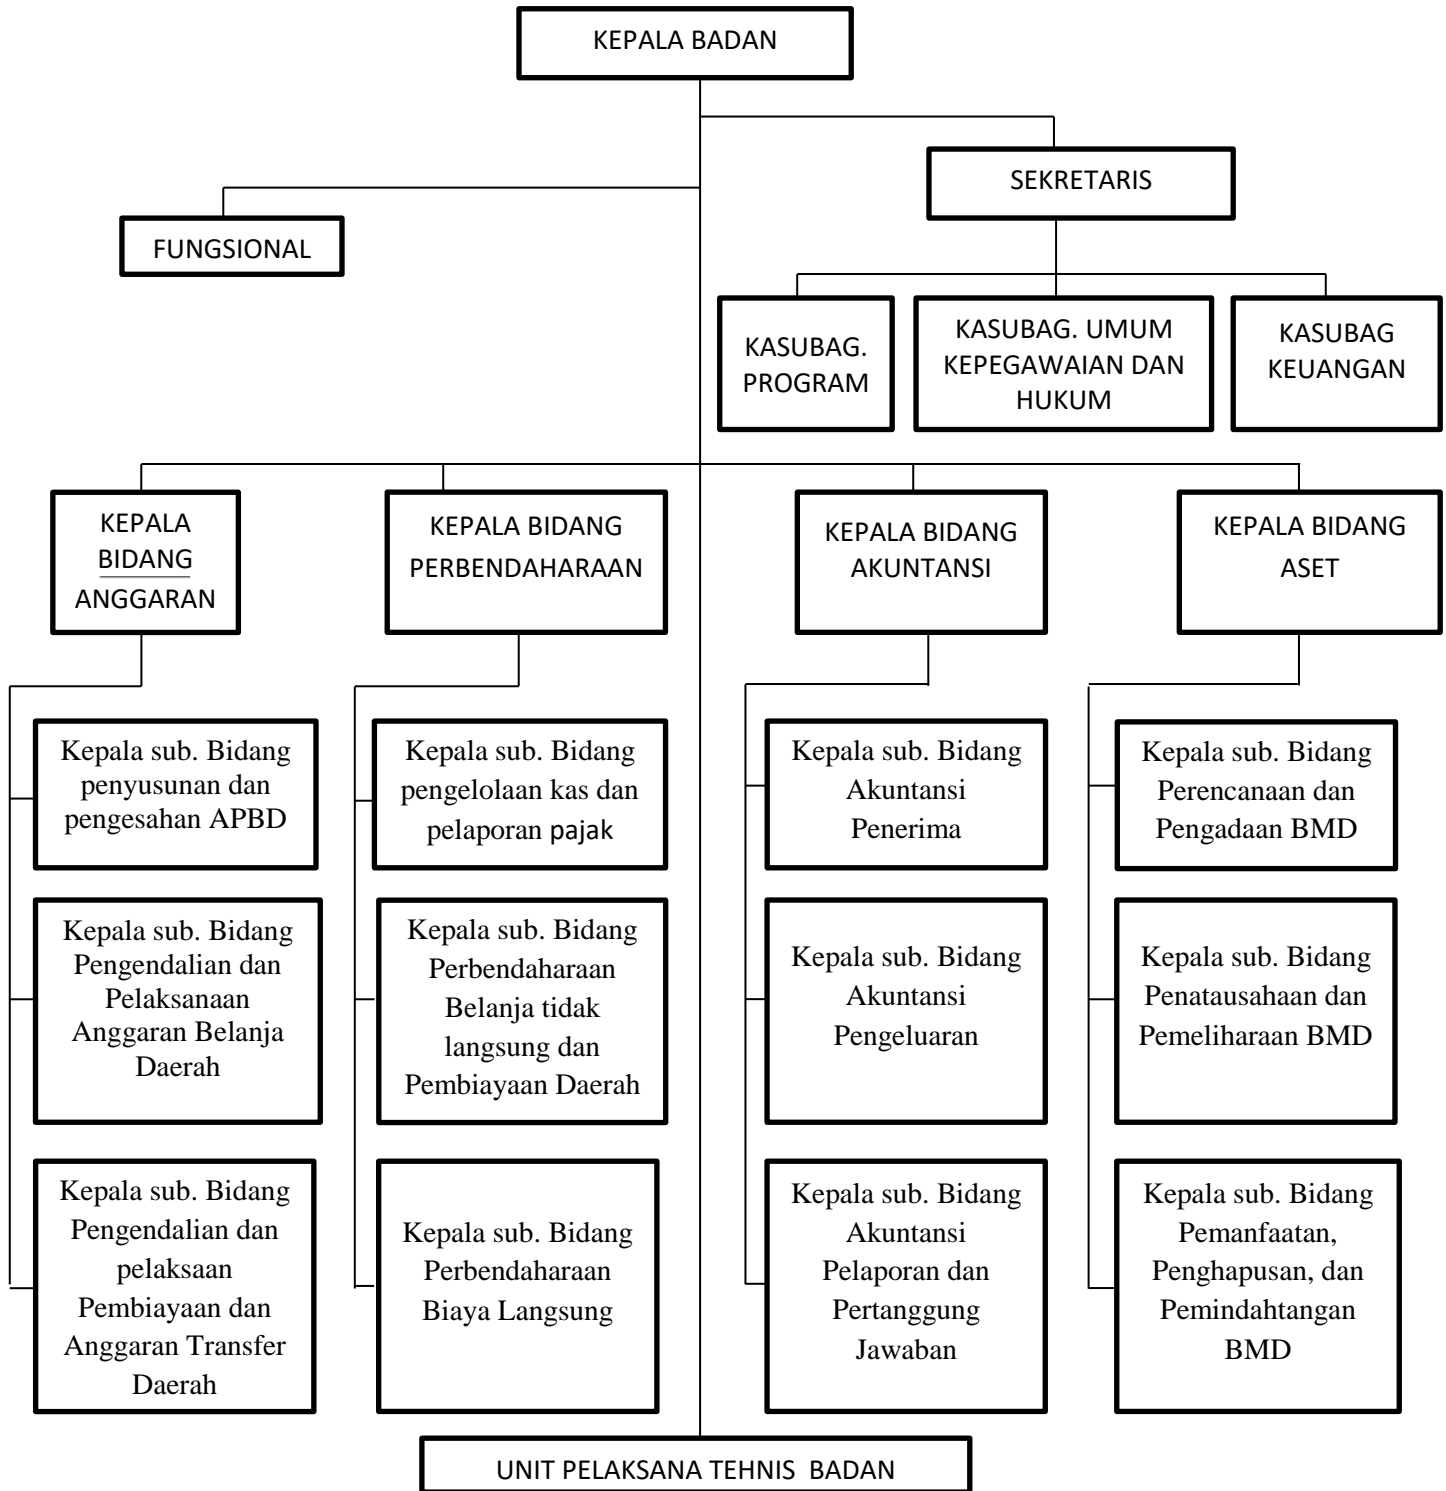 KEPALA BADAN
SEKRETARIS
FUNGSIONAL
KASUBAG.
PROGRAM
KASUBAG. UMUM
KEPEGAWAIAN DAN
HUKUM
KASUBAG
KEUANGAN
KEPALA
BIDANG
ANGGARAN
KEPALA BIDANG
PERBENDAHARAAN
KEPALA BIDANG
AKUNTANSI
KEPALA BIDANG
ASET
Kepala sub. Bidang
penyusunan dan
pengesahan APBD
Kepala sub. Bidang
pengelolaan kas dan
pelaporan pajak
Kepala sub. Bidang
Akuntansi
Penerima
Kepala sub. Bidang
Perencanaan dan
Pengadaan BMD
Kepala sub. Bidang
Pengendalian dan
Pelaksanaan
Anggaran Belanja
Daerah
Kepala sub. Bidang
Perbendaharaan
Belanja tidak
langsung dan
Pembiayaan Daerah
Kepala sub. Bidang
Akuntansi
Pengeluaran
Kepala sub. Bidang
Penatausahaan dan
Pemeliharaan BMD
Kepala sub. Bidang
Pengendalian dan
pelaksaan
Pembiayaan dan
Anggaran Transfer
Daerah
Kepala sub. Bidang
Perbendaharaan
Biaya Langsung
Kepala sub. Bidang
Akuntansi
Pelaporan dan
Pertanggung
Jawaban
Kepala sub. Bidang
Pemanfaatan,
Penghapusan, dan
Pemindahtangan
BMD
UNIT PELAKSANA TEHNIS  BADAN